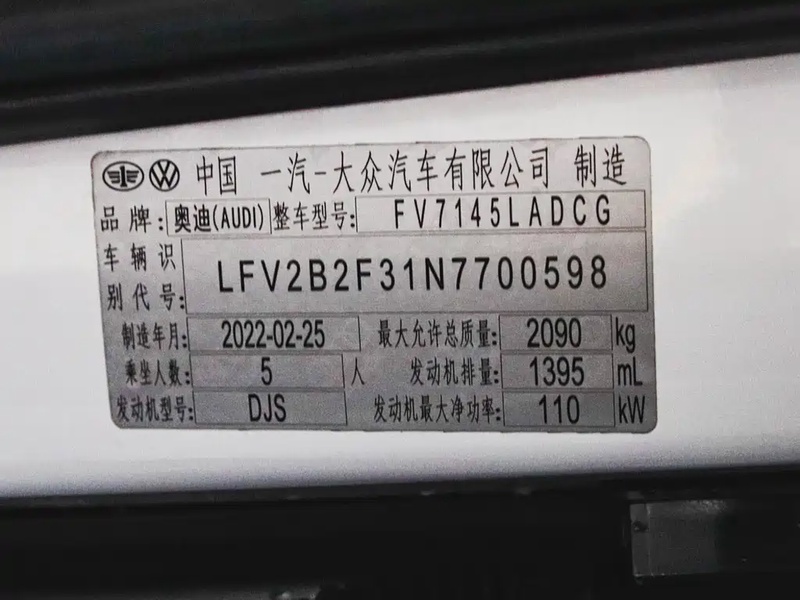 中国 一汽-大众汽车有限公司 制造
品牌: 奥迪(AUDI) 整车型号: FV7145LADCG
车辆识别代号: LFV2B2F31N7700598
制造年月: 2022-02-25 最大允许总质量: 2090 kg
乘坐人数: 5 人 发动机排量: 1395 mL
发动机型号: DJS 发动机最大净功率: 110 kW